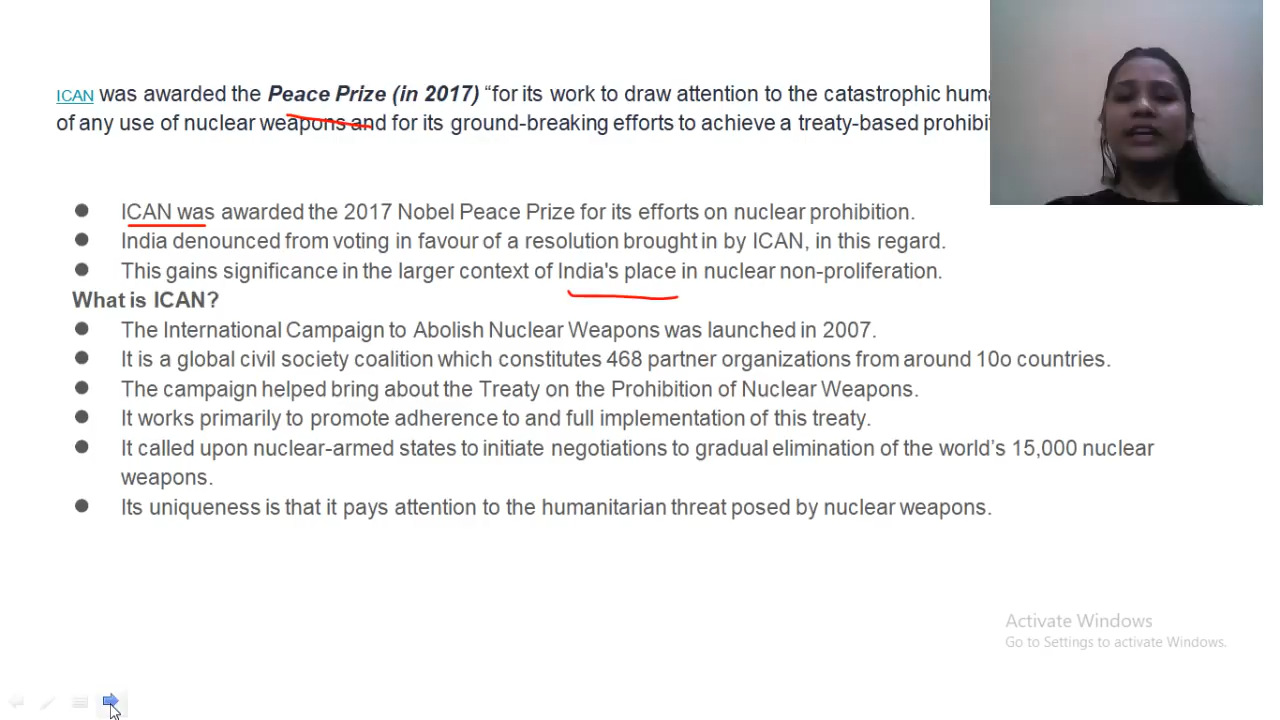 ICAN was awarded the Peace Prize (in 2017) “for its work to draw attention to the catastrophic
of any use of nuclear weapons and for its ground-breaking efforts to achieve a treaty-based
ICAN was awarded the 2017 Nobel Peace Prize for its efforts on nuclear prohibition.
India denounced from voting in favour of a resolution brought in by ICAN, in this regard.
This gains significance in the larger context of India's place in nuclear non-proliferation.
What is ICAN?
The International Campaign to Abolish Nuclear Weapons was launched in 2007.
It is a global civil society coalition which constitutes 468 partner organizations from around 10o countries.
The campaign helped bring about the Treaty on the Prohibition of Nuclear Weapons.
It works primarily to promote adherence to and full implementation of this treaty.
It called upon nuclear-armed states to initiate negotiations to gradual elimination of the world’s 15,000 nuclear
weapons.
Its uniqueness is that it pays attention to the humanitarian threat posed by nuclear weapons.
Activate Windows
Go to Settings to activate Windows.